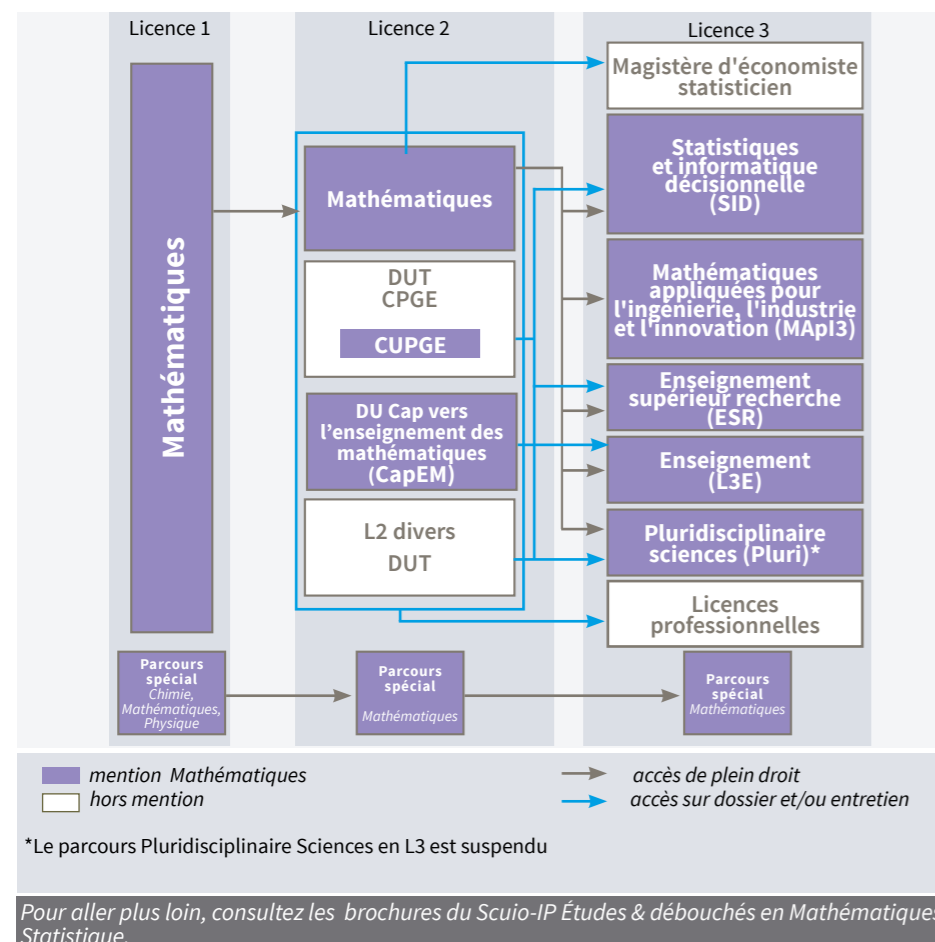 Licence 1
Licence 2
Licence 3
Mathématiques
Mathématiques
DUT
CPGE
CUPGE
DU Cap vers
l’enseignement des
mathématiques
(CapEM)
L2 divers
DUT
Magistère d'économiste
statisticien
Statistiques
et informatique
décisionnelle
(SID)
Mathématiques
appliquées pour
l'ingénierie, l'industrie
et l'innovation (MApI3)
Enseignement
supérieur recherche
(ESR)
Enseignement
(L3E)
Pluridisciplinaire
sciences (Pluri)*
Licences
professionnelles
Parcours
spécial
Chimie,
Mathématiques,
Physique
Parcours
spécial
Mathématiques
Parcours
spécial
Mathématiques
mention Mathématiques
hors mention
accès de plein droit
accès sur dossier et/ou entretien
*Le parcours Pluridisciplinaire Sciences en L3 est suspendu
Pour aller plus loin, consultez les brochures du Scuio-IP Études & débouchés en Mathématiques
Statistique.